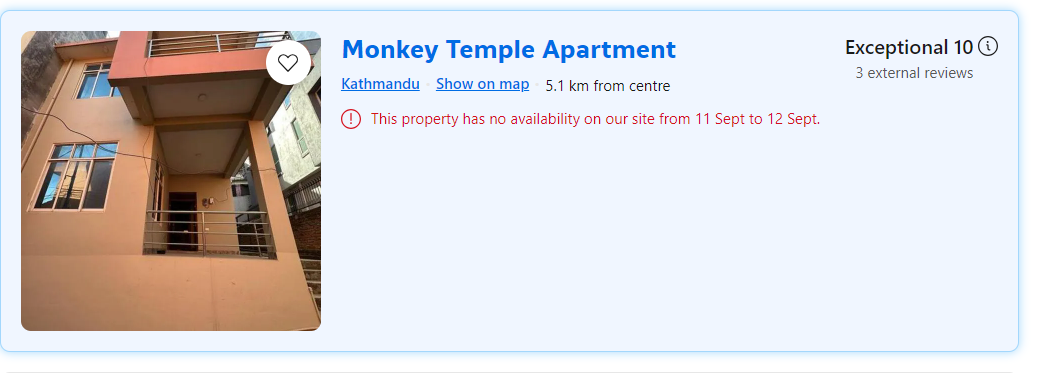 Monkey Temple Apartment
Exceptional 10
Kathmandu · Show on map · 5.1 km from centre
3 external reviews
This property has no availability on our site from 11 Sept to 12 Sept.